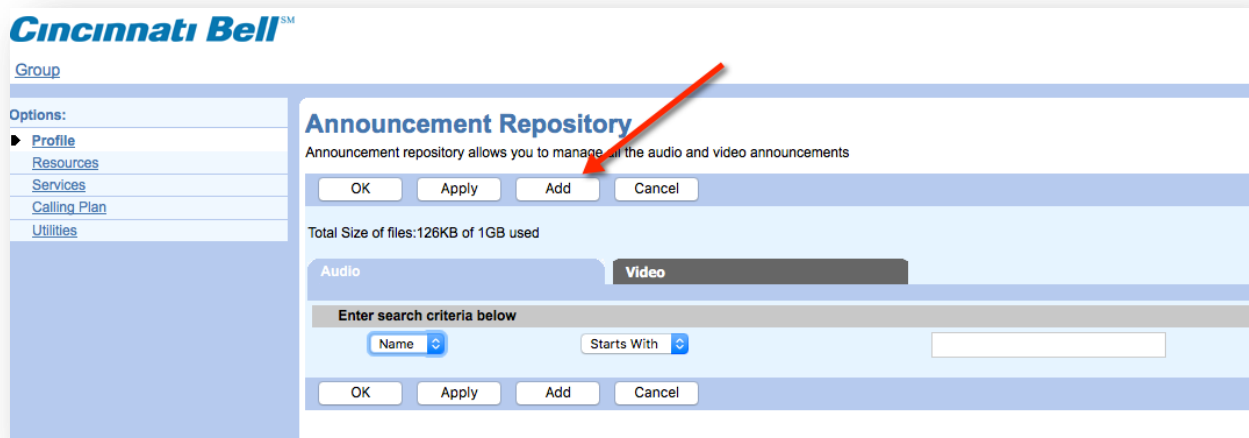 Cincinnati Bell℠
Group
Options:
Profile
Resources
Services
Calling Plan
Utilities
Announcement Repository
Announcement repository allows you to manage all the audio and video announcements
OK Apply Add Cancel
Total Size of files:126KB of 1GB used
Audio Video
Enter search criteria below
Name Starts With
OK Apply Add Cancel